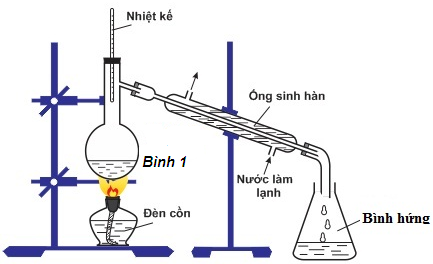 Nhiệt kế
Ống sinh hàn
Bình 1
Nước làm
lạnh
Bình hứng
Đèn cồn